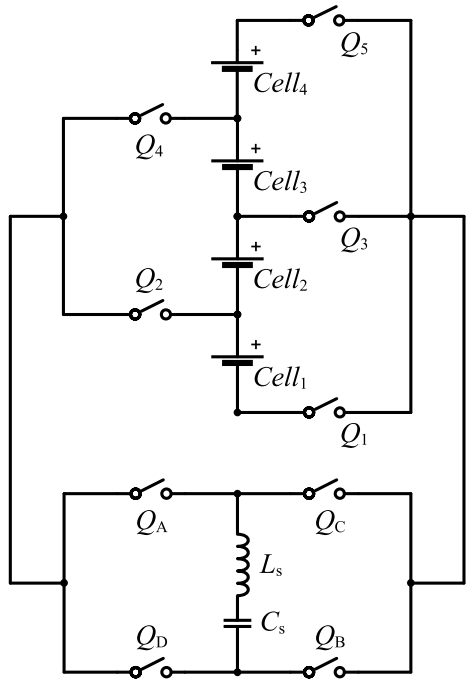 +
Q5
Cell4
Q4
+
Cell3
Q3
+
Q2
Cell2
+
Cell1
Q1
QA
QC
Ls
Cs
QD
QB